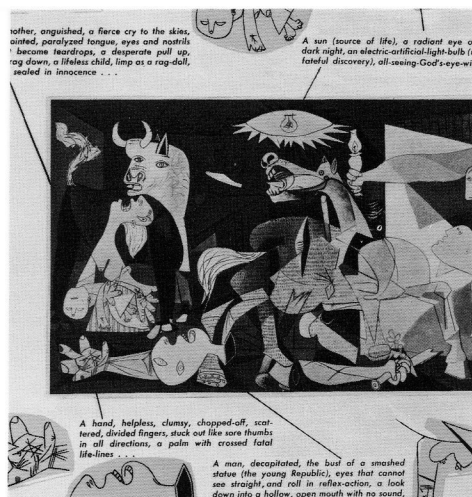 other, anguished, a fierce cry to the skies,
ainted, paralyzed tongue, eyes and nostrils
become teardrops, a desperate pull up,
rag down, a lifeless child, limp as a rag-doll,
sealed in innocence . . .
A sun (source of life), a radiant eye o
dark night, an electric-artificial-light-bulb (
fateful discovery), all-seeing-God's-eye-wi
A hand, helpless, clumsy, chopped-off, scat-
tered, divided fingers, stuck out like sore thumbs
in all directions, a palm with crossed fatal
life-lines . . .
A man, decapitated, the bust of a smashed
statue (the young Republic), eyes that cannot
see straight, and roll in reflex-action, a look
down into a hollow, open mouth with no sound,